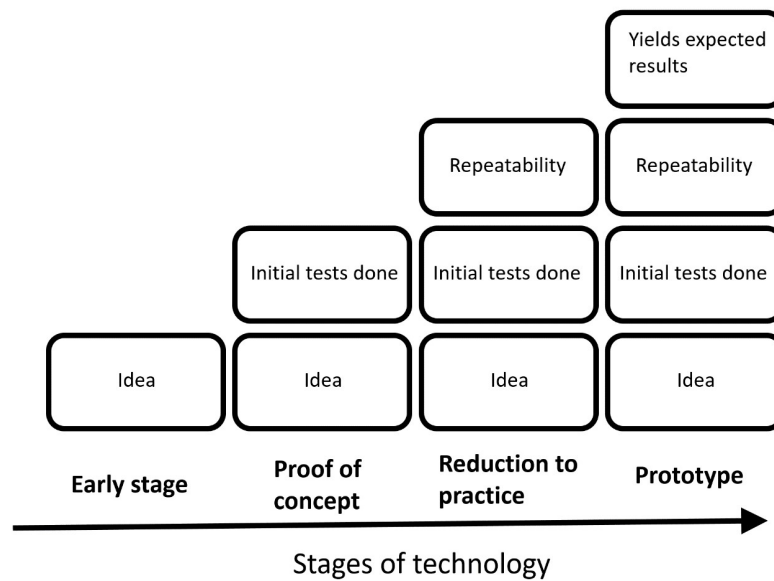 Yields expected
results
Repeatability
Repeatability
Initial tests done
Initial tests done
Initial tests done
Idea
Idea
Idea
Idea
Early stage
Proof of
concept
Reduction to
practice
Prototype
Stages of technology